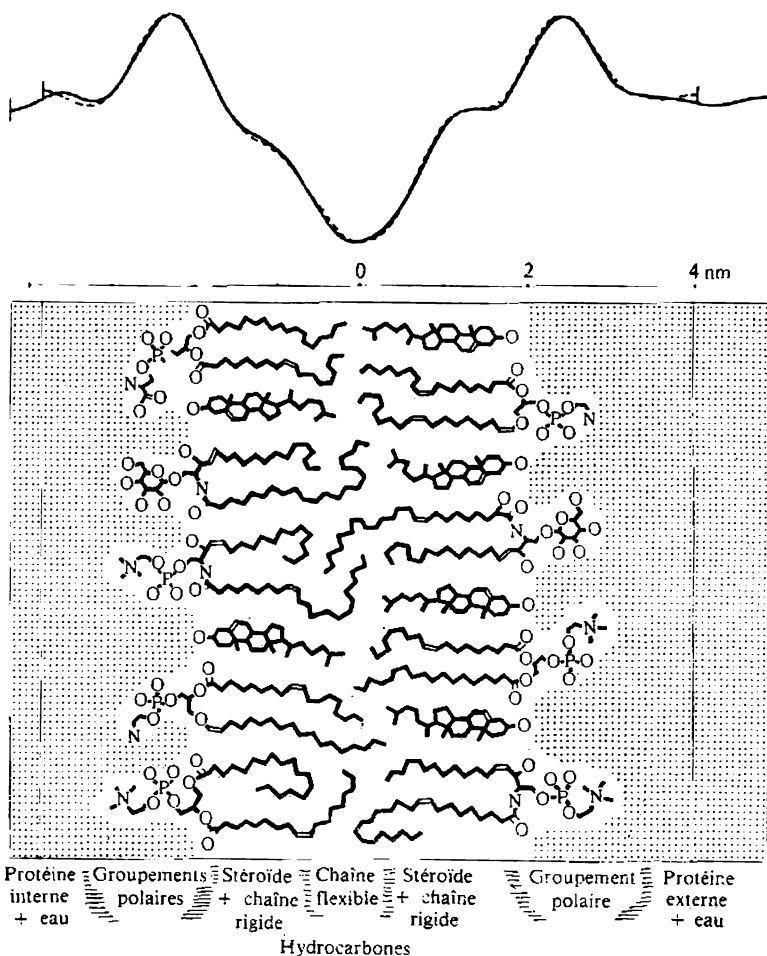 0 2 4 nm
Protéine Groupements Stéroïde Chaîne Stéroïde Groupement Protéine
interne polaires + chaîne flexible + chaîne polaire externe
+ eau rigide rigide + eau
Hydrocarbones